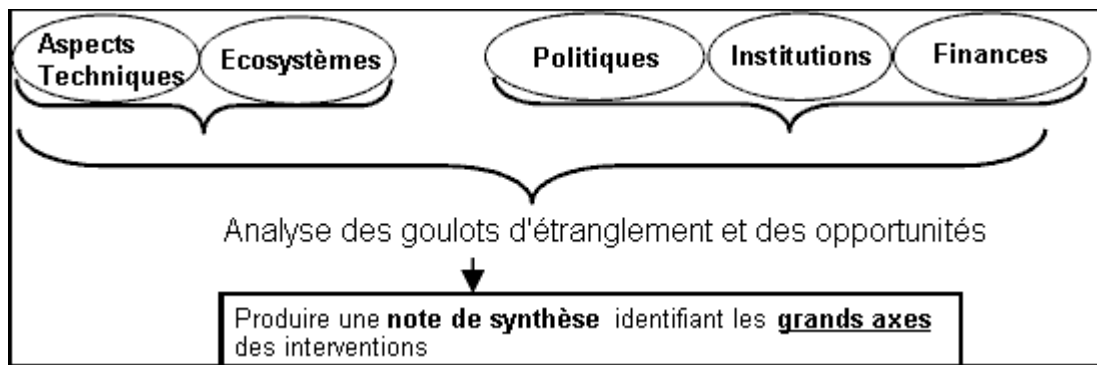 Aspects
Techniques
Ecosystèmes
Politiques
Institutions
Finances
Analyse des goulots d'étranglement et des opportunités
Produire une note de synthèse identifiant les grands axes
des interventions